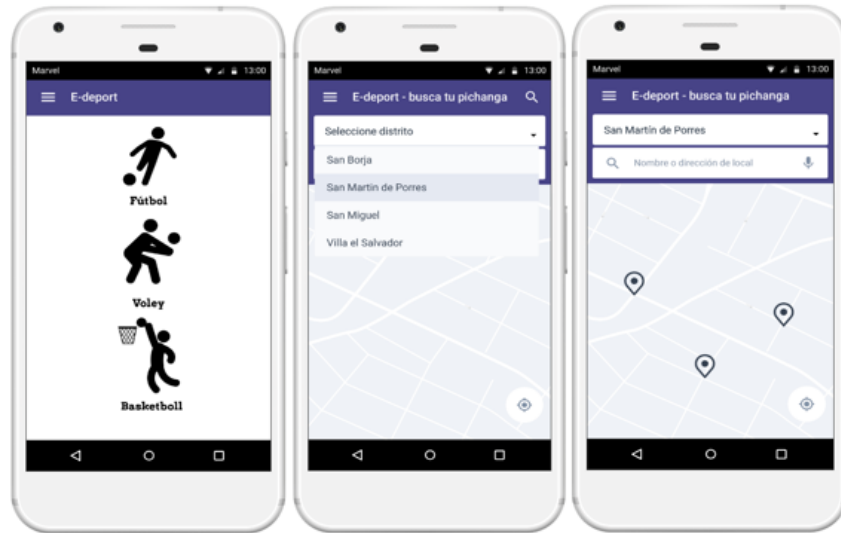 Marvel 13:00
E-deport
Fútbol
Voley
Basketboll
Marvel 13:00
E-deport - busca tu pichanga
Seleccione distrito
San Borja
San Martin de Porres
San Miguel
Villa el Salvador
Marvel 13:00
E-deport - busca tu pichanga
San Martín de Porres
Nombre o dirección de local